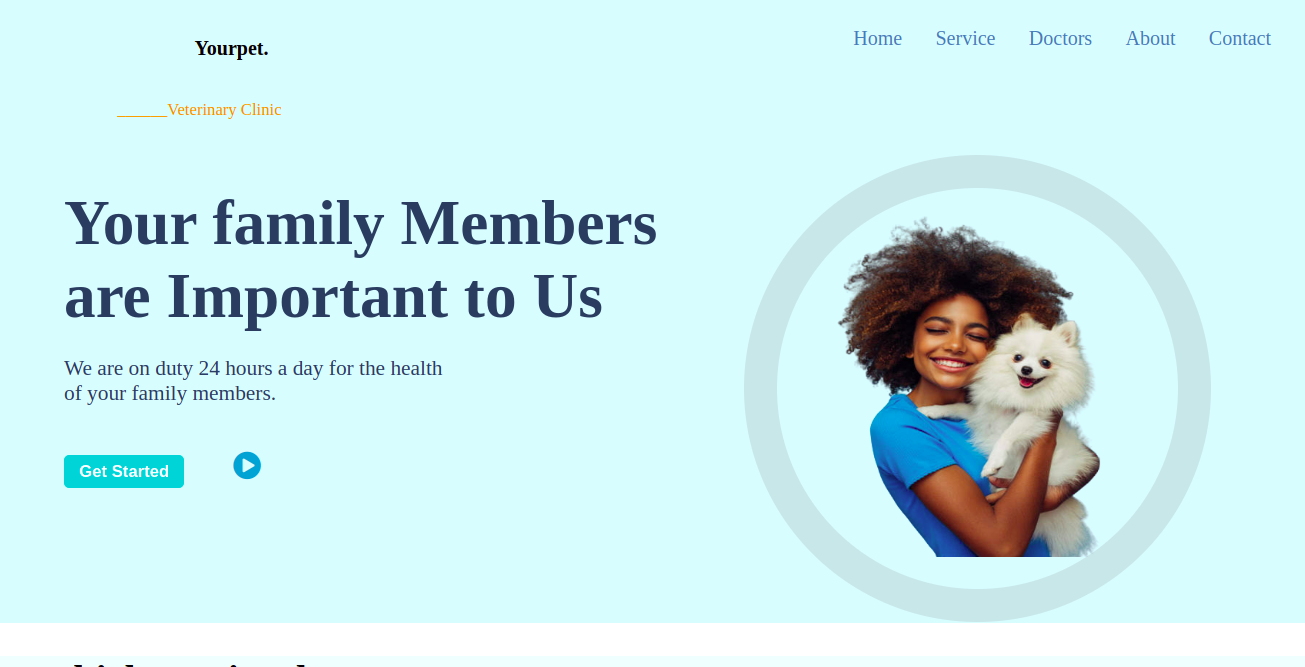 Yourpet.
Home Service Doctors About Contact
______Veterinary Clinic
Your family Members
are Important to Us
We are on duty 24 hours a day for the health
of your family members.
Get Started